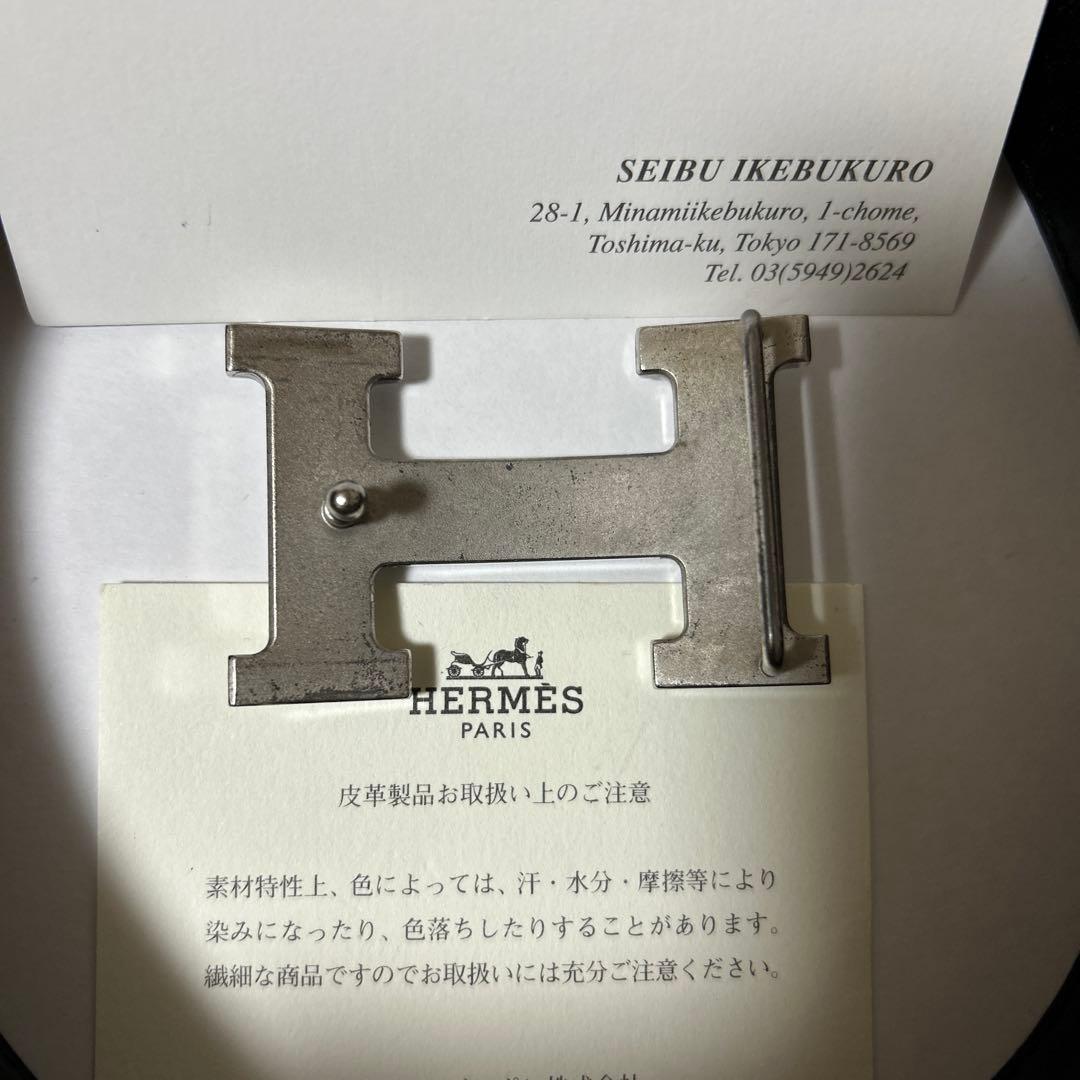 SEIBU IKEBUKURO
28-1, Minamiikebukuro, 1-chome,
Toshima-ku, Tokyo 171-8569
Tel. 03(5949)2624
HERMÈS
PARIS
皮革製品お取扱い上のご注意
素材特性上、色によっては、汗・水分・摩擦等により
染みになったり、色落ちしたりすることがあります。
繊細な商品ですのでお取扱いには充分ご注意ください。